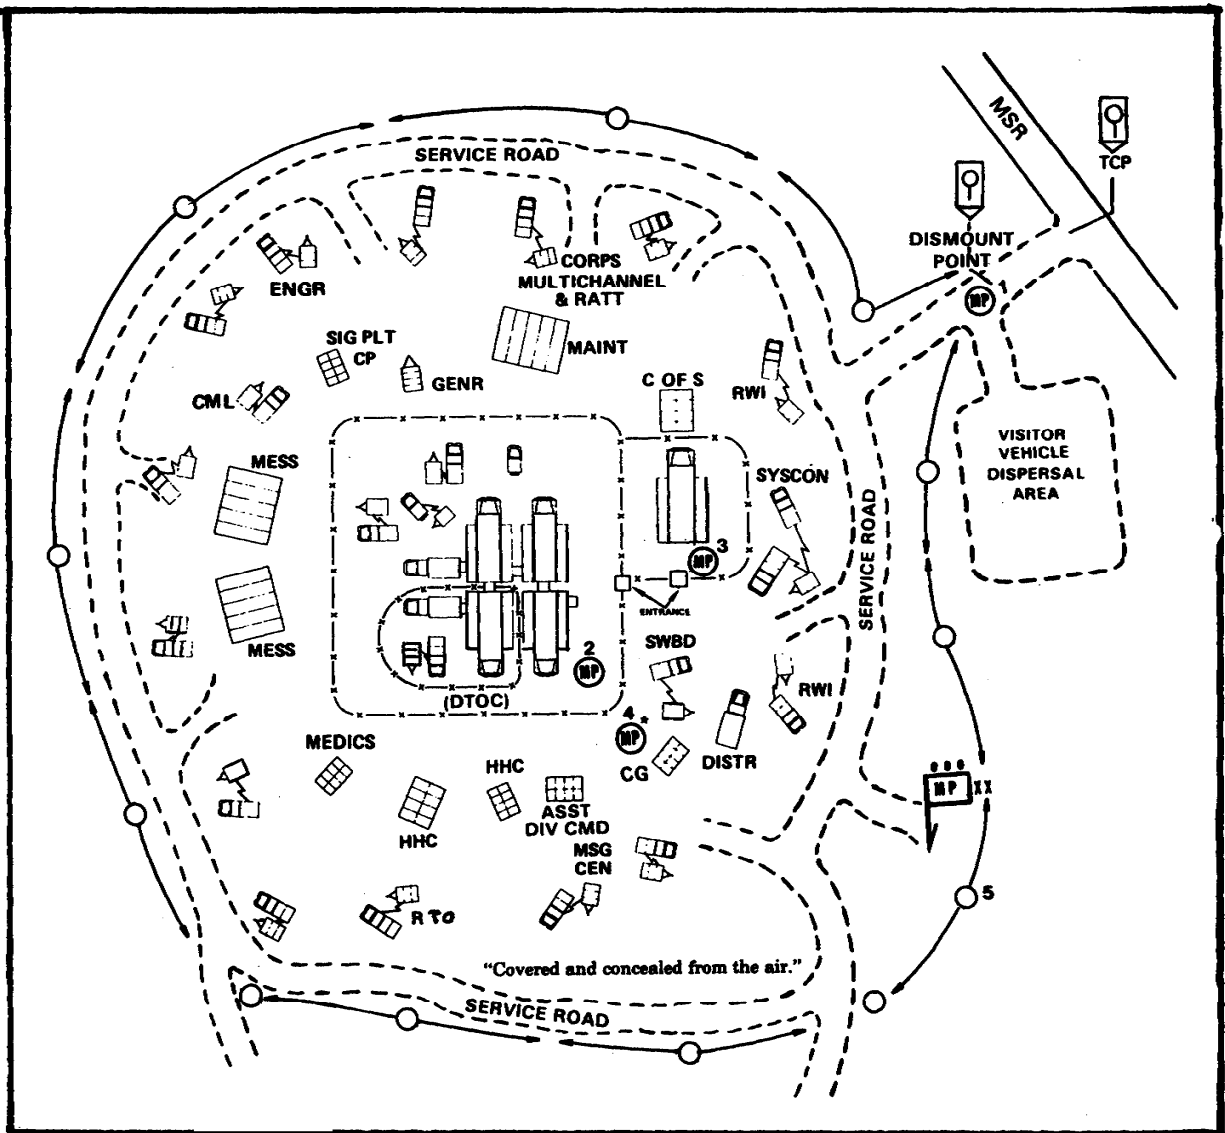 MSR
TCP
SERVICE ROAD
DISMOUNT
POINT
MP
CORPS
MULTICHANNEL
& RATT
ENGR
SIG PLT
CP
MAINT
GENR
C OF S
RWI
CML
VISITOR
VEHICLE
DISPERSAL
AREA
MESS
SYSCON
SERVICE ROAD
3
MP
ENTRANCE
MESS
2
MP
SWBD
RWI
(DTOC)
4*
MP
MEDICS
CG
DISTR
HHC
MP XX
ASST
DIV CMD
HHC
MSG
CEN
5
RTO
“Covered and concealed from the air.”
SERVICE ROAD